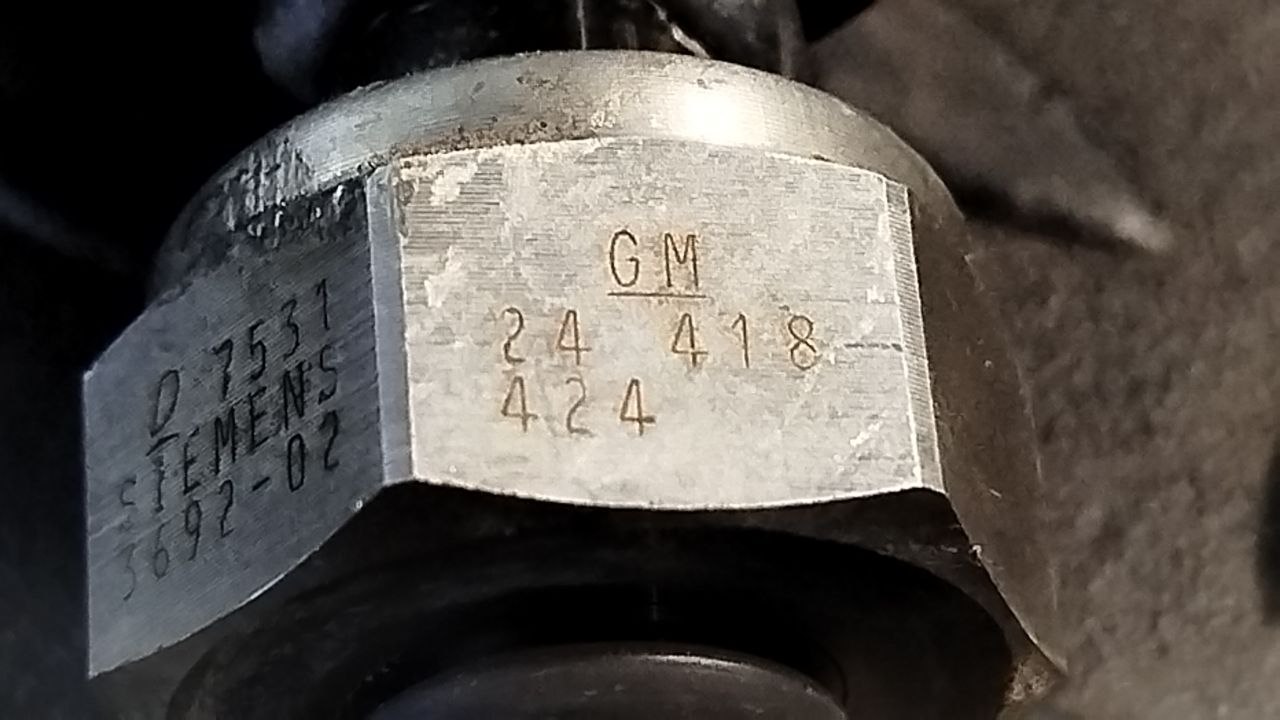 D 7531
SIEMENS
3692-02
GM
24 418
424